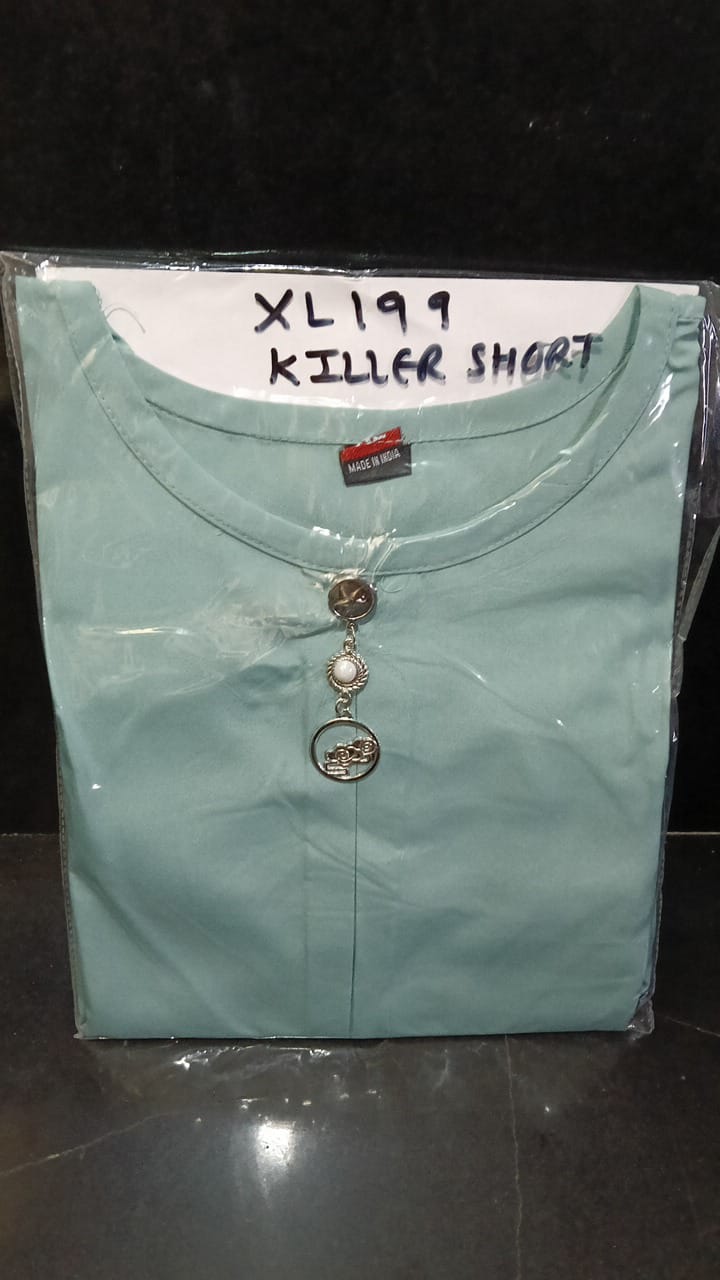 XL199
KILLER SHORT
MADE IN INDIA